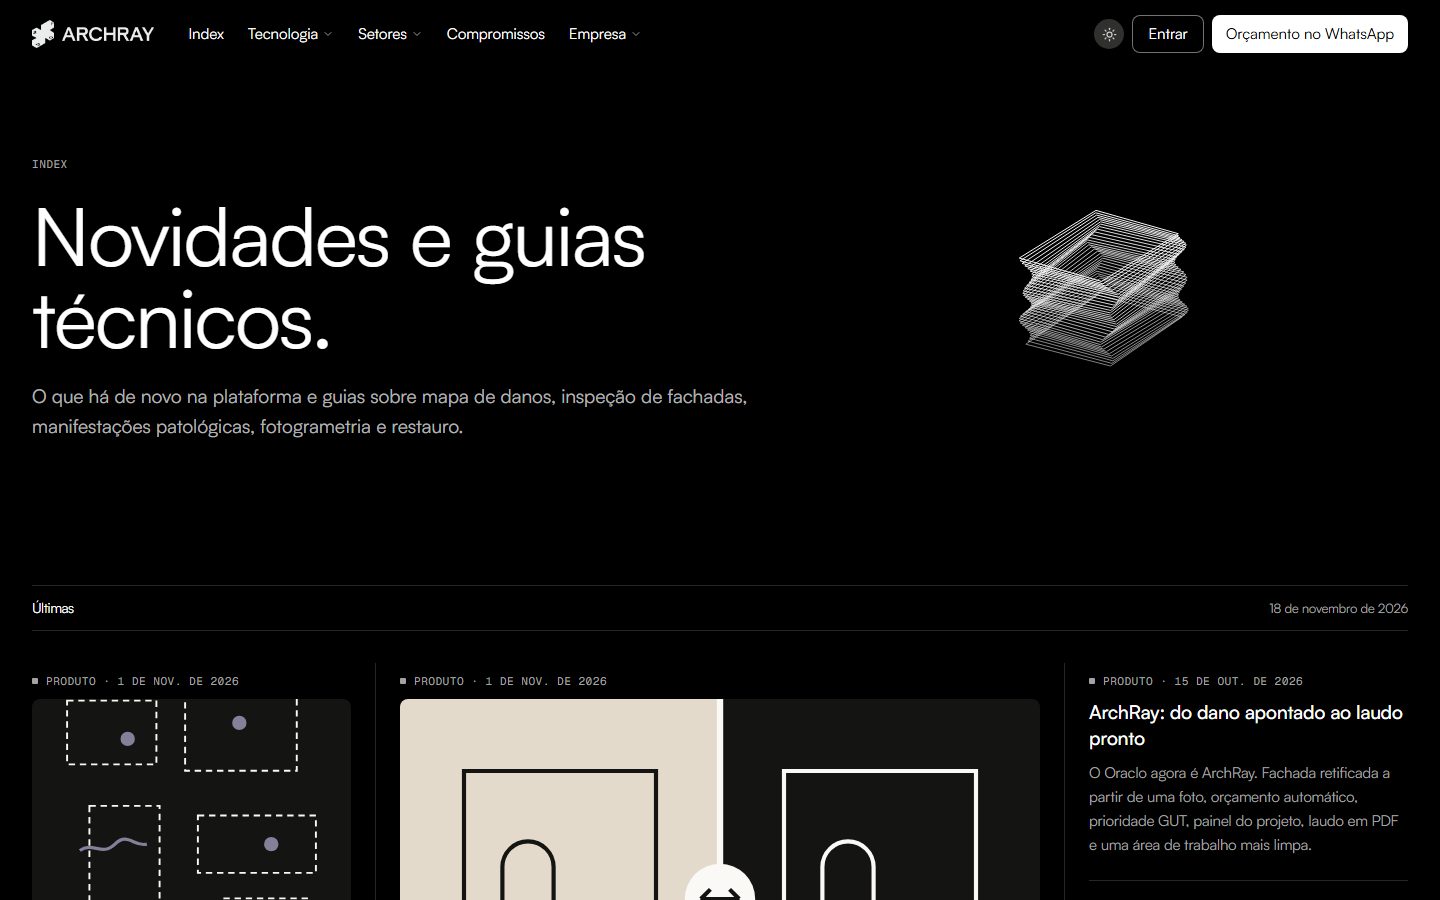 ARCHRAY
Index
Tecnologia
Setores
Compromissos
Empresa
Entrar
Orçamento no WhatsApp
INDEX
Novidades e guias
técnicos.
O que há de novo na plataforma e guias sobre mapa de danos, inspeção de fachadas,
manifestações patológicas, fotogrametria e restauro.
Últimas
18 de novembro de 2026
PRODUTO · 1 DE NOV. DE 2026
PRODUTO · 1 DE NOV. DE 2026
PRODUTO · 15 DE OUT. DE 2026
ArchRay: do dano apontado ao laudo
pronto
O Oraclo agora é ArchRay. Fachada retificada a
partir de uma foto, orçamento automático,
prioridade GUT, painel do projeto, laudo em PDF
e uma área de trabalho mais limpa.